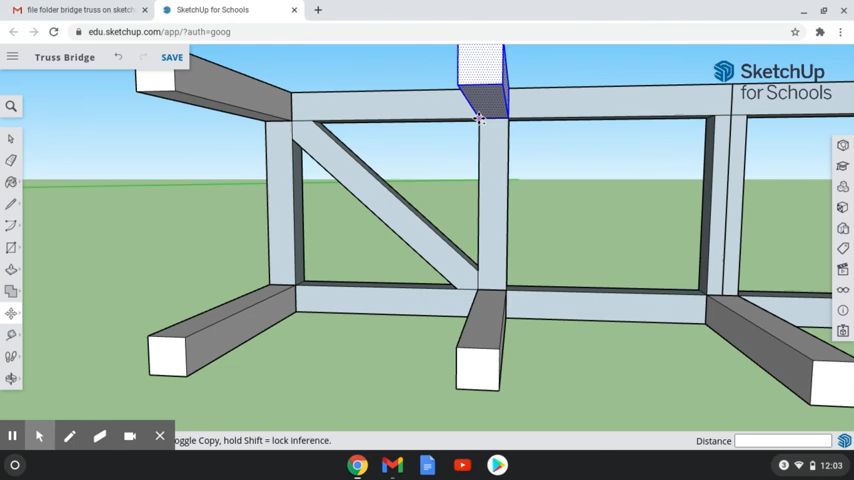 file folder bridge truss on sketch
SketchUp for Schools
edu.sketchup.com/app/?auth=goog
Truss Bridge
SAVE
SketchUp
for Schools
oggle Copy, hold Shift = lock inference.
Distance
3
12:03